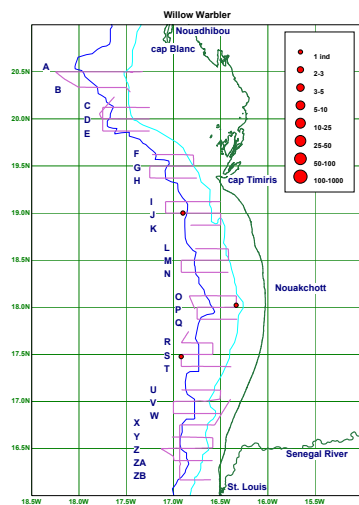 Willow Warbler
Nouadhibou
cap Blanc
1 ind
2-3
3-5
5-10
10-25
25-50
50-100
100-1000
20.5N
20.0N
19.5N
19.0N
18.5N
18.0N
17.5N
17.0N
16.5N
A
B
C
D
E
F
G
H
I
J
K
L
M
N
O
P
Q
R
S
T
U
V
W
X
Y
Z
ZA
ZB
cap Timiris
Nouakchott
Senegal River
St. Louis
18.5W
18.0W
17.5W
17.0W
16.5W
16.0W
15.5W